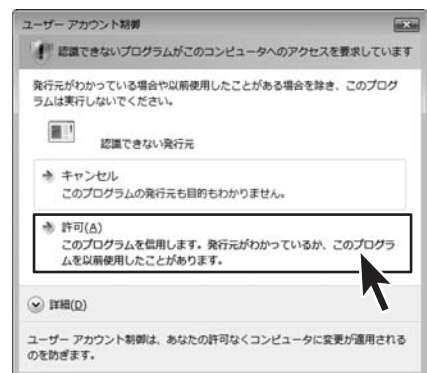 ユーザー アカウント制御
認識できないプログラムがこのコンピュータへのアクセスを要求しています
発行元がわかっている場合や以前使用したことがある場合を除き、このプログ
ラムは実行しないでください。
認識できない発行元
キャンセル
このプログラムの発行元も目的もわかりません。
許可(A)
このプログラムを信用します。発行元がわかっているか、このプログラ
ムを以前使用したことがあります。
詳細(D)
ユーザー アカウント制御は、あなたの許可なくコンピュータに変更が適用される
のを防ぎます。